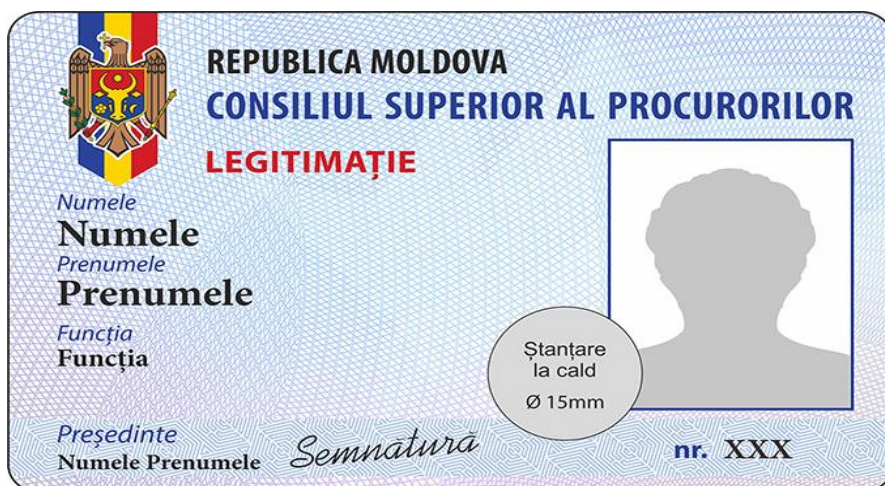 REPUBLICA MOLDOVA
CONSILIUL SUPERIOR AL PROCURORILOR
LEGITIMAȚIE
Numele
Numele
Prenumele
Prenumele
Funcția
Funcția
Ștanțare
la cald
Ø 15mm
Președinte
Numele Prenumele
Semnătură
nr. XXX